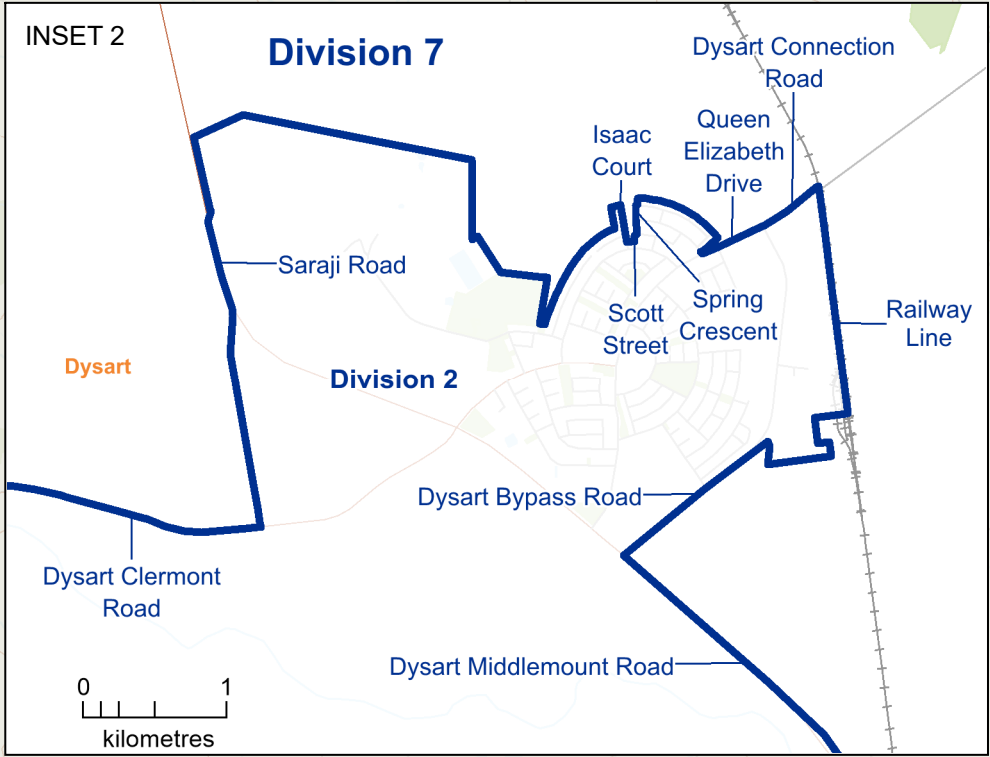 INSET 2
Division 7
Dysart Connection
Road
Queen
Elizabeth
Drive
Isaac
Court
Saraji Road
Scott
Street
Spring
Crescent
Railway
Line
Dysart
Division 2
Dysart Bypass Road
Dysart Clermont
Road
Dysart Middlemount Road
0 1
kilometres